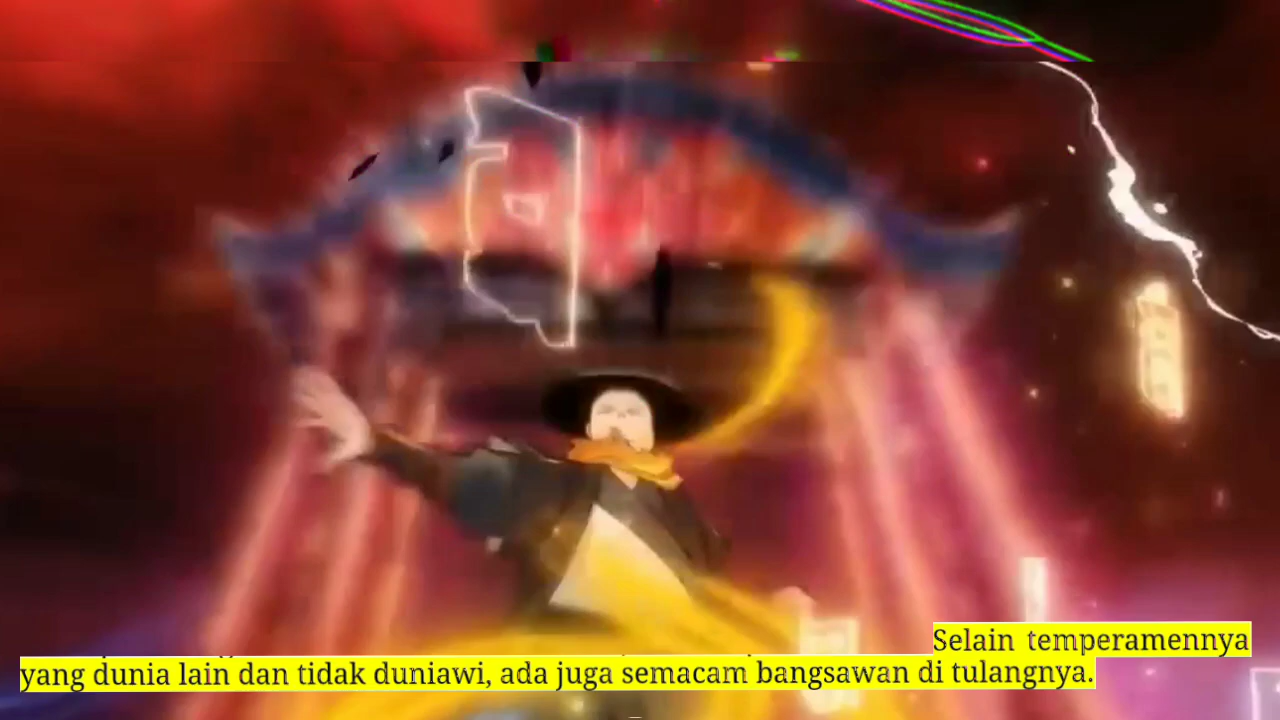 Selain temperamennya
yang dunia lain dan tidak duniawi, ada juga semacam bangsawan di tulangnya.